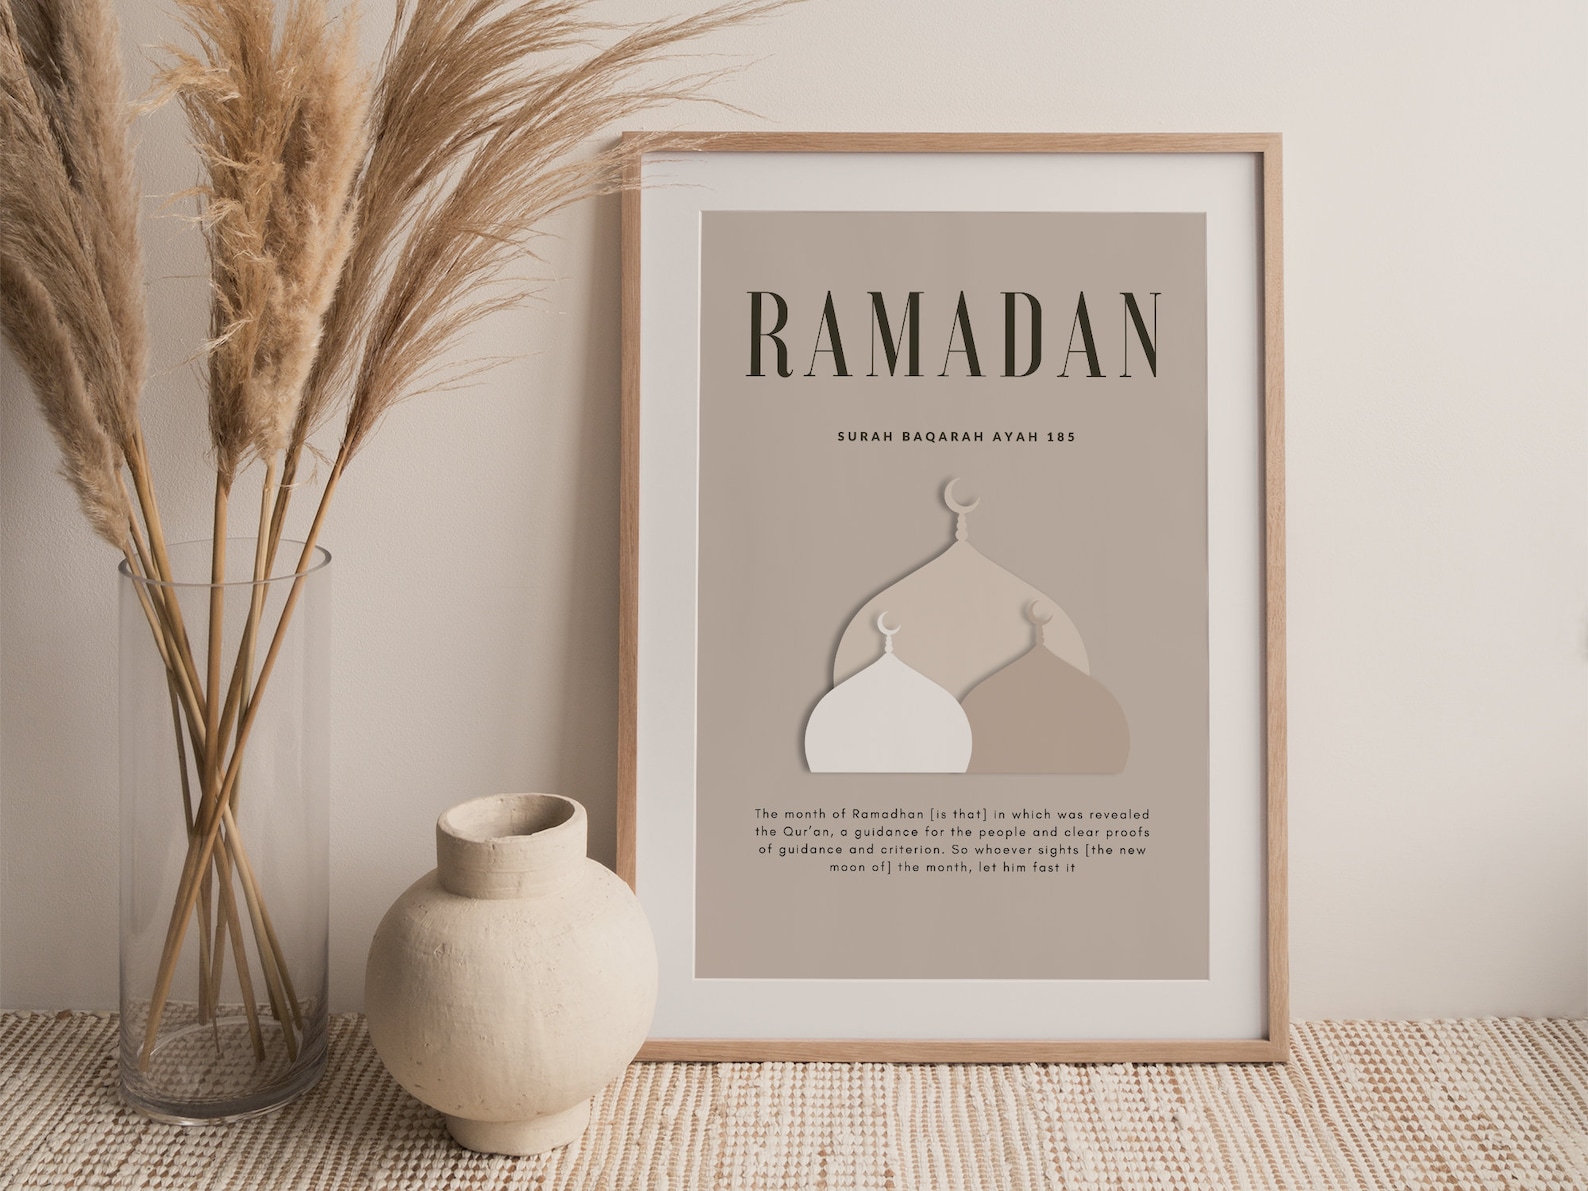 RAMADAN
SURAH BAQARAH AYAH 185
The month of Ramadhan [is that] in which was revealed
the Qur'an, a guidance for the people and clear proofs
of guidance and criterion. So whoever sights [the new
moon of] the month, let him fast it